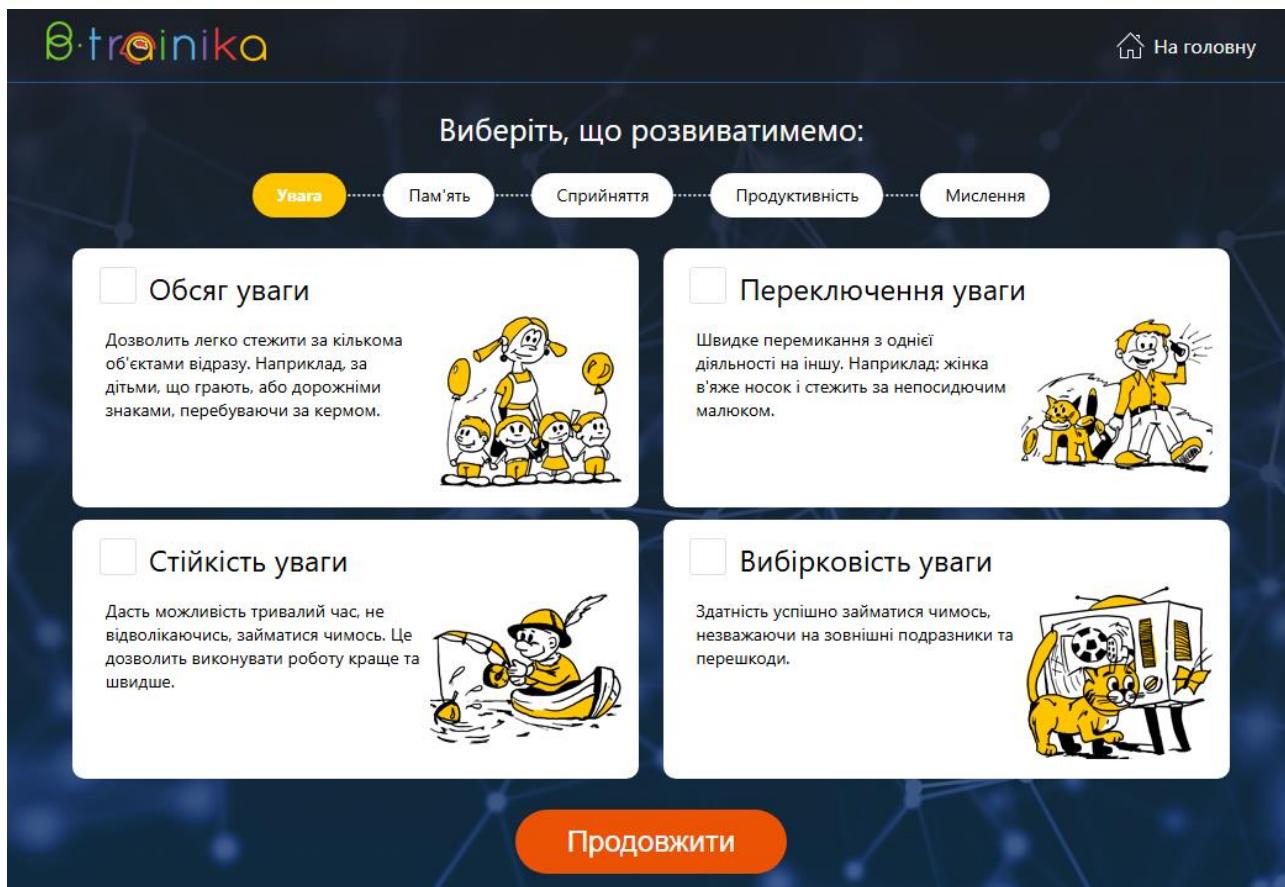 B·trainika
На головну
Виберіть, що розвиватимемо:
Увага
Пам'ять
Сприйняття
Продуктивність
Мислення
Обсяг уваги
Дозволить легко стежити за кількома
об'єктами відразу. Наприклад, за
дітьми, що грають, або дорожніми
знаками, перебуваючи за кермом.
Переключення уваги
Швидке перемикання з однієї
діяльності на іншу. Наприклад: жінка
в'яже носок і стежить за непосидючим
малюком.
Стійкість уваги
Дасть можливість тривалий час, не
відволікаючись, займатися чимось. Це
дозволить виконувати роботу краще та
швидше.
Вибірковість уваги
Здатність успішно займатися чимось,
незважаючи на зовнішні подразники та
перешкоди.
Продовжити